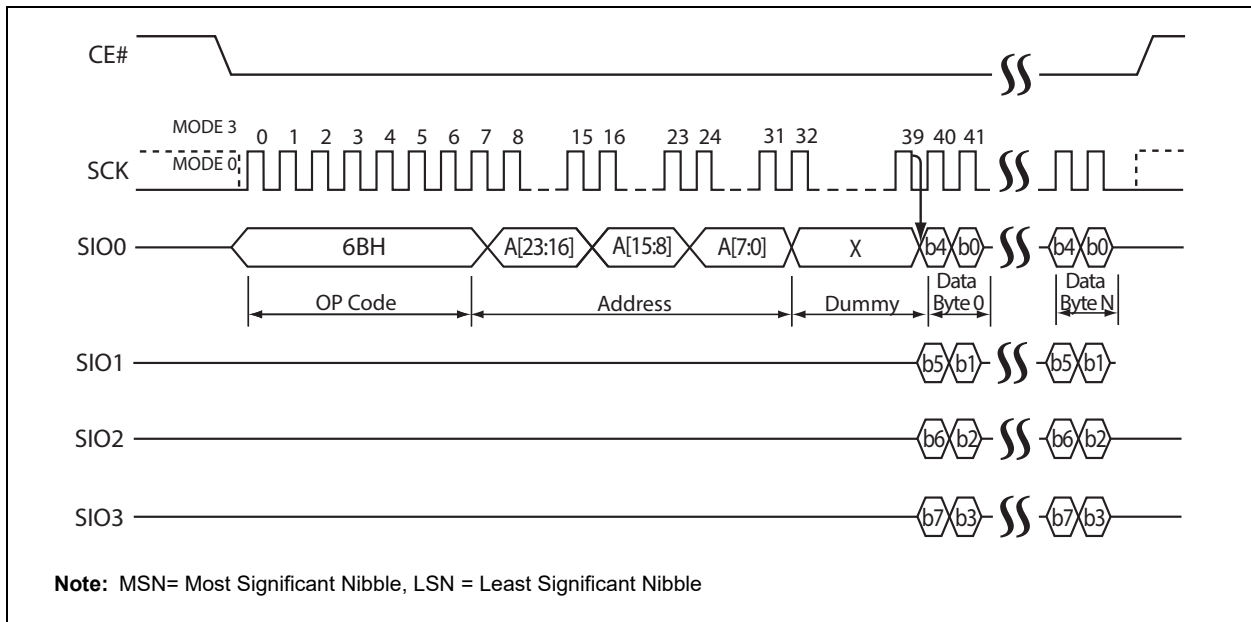 CE#
MODE 3
0 1 2 3 4 5 6 7 8 15 16 23 24 31 32 39 40 41
SCK
MODE 0
SIO0
6BH A[23:16] A[15:8] A[7:0] X b4 b0 b4 b0
OP Code Address Dummy Data Byte 0 Data Byte N
SIO1 b5 b1 b5 b1
SIO2 b6 b2 b6 b2
SIO3 b7 b3 b7 b3
Note: MSN= Most Significant Nibble, LSN = Least Significant Nibble